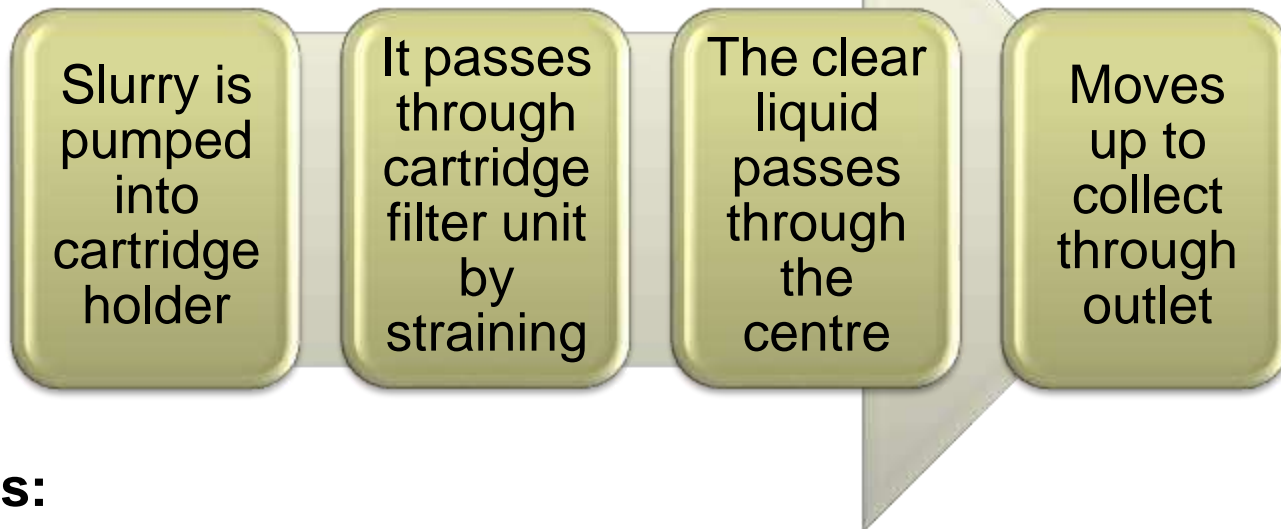 Slurry is
pumped
into
cartridge
holder
It passes
through
cartridge
filter unit
by
straining
The clear
liquid
passes
through
the
centre
Moves
up to
collect
through
outlet
s: